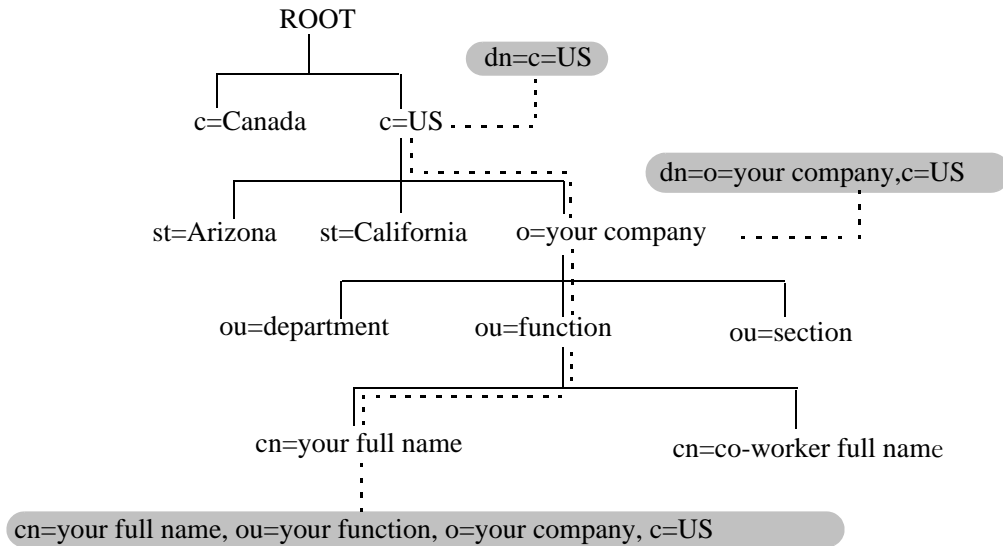 ROOT
dn=c=US
c=Canada
c=US
dn=o=your company,c=US
st=Arizona
st=California
o=your company
ou=department
ou=function
ou=section
cn=your full name
cn=co-worker full name
cn=your full name, ou=your function, o=your company, c=US